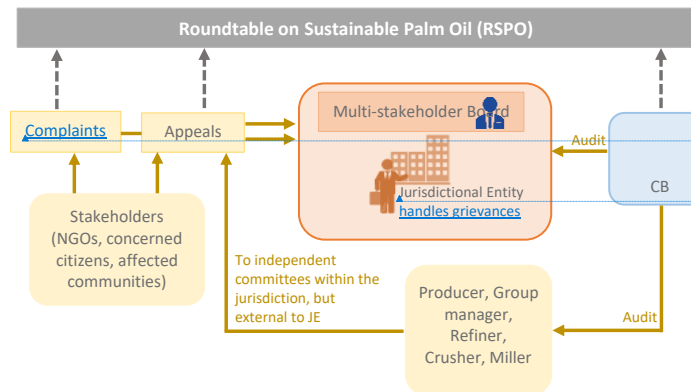 Roundtable on Sustainable Palm Oil (RSPO)
Multi-stakeholder Board
Complaints
Appeals
Audit
Jurisdictional Entity
handles grievances
CB
Stakeholders
(NGOs, concerned
citizens, affected
communities)
To independent
committees within the
jurisdiction, but
external to JE
Producer, Group
manager,
Refiner,
Crusher, Miller
Audit